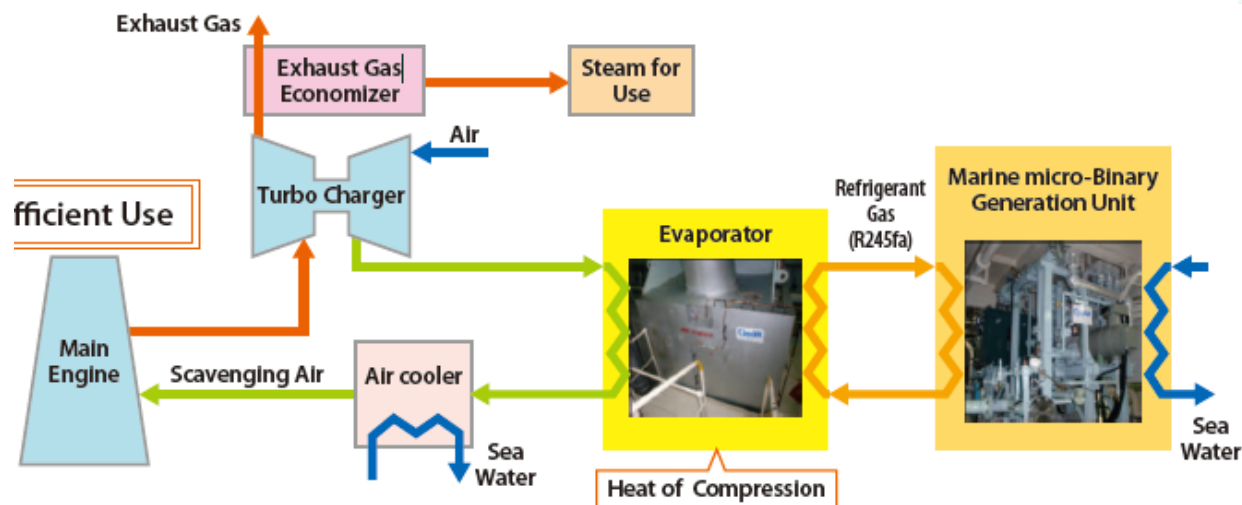 Exhaust Gas
Exhaust Gas
Economizer
Steam for
Use
Air
Turbo Charger
fficient Use
Evaporator
Refrigerant
Gas
(R245fa)
Marine micro-Binary
Generation Unit
Main
Engine
Scavenging Air
Air cooler
Sea
Water
Sea
Water
Heat of Compression